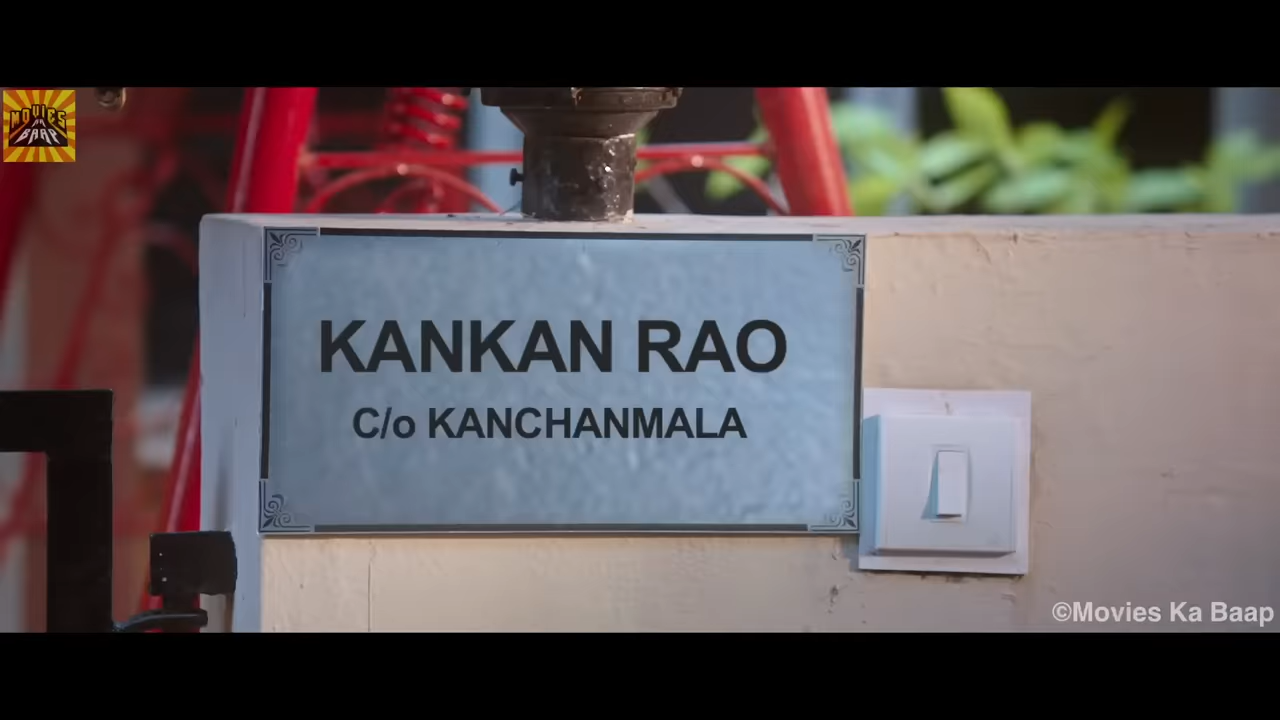 MOVIES
KA
BAAP
KANKAN RAO
C/o KANCHANMALA
©Movies Ka Baap